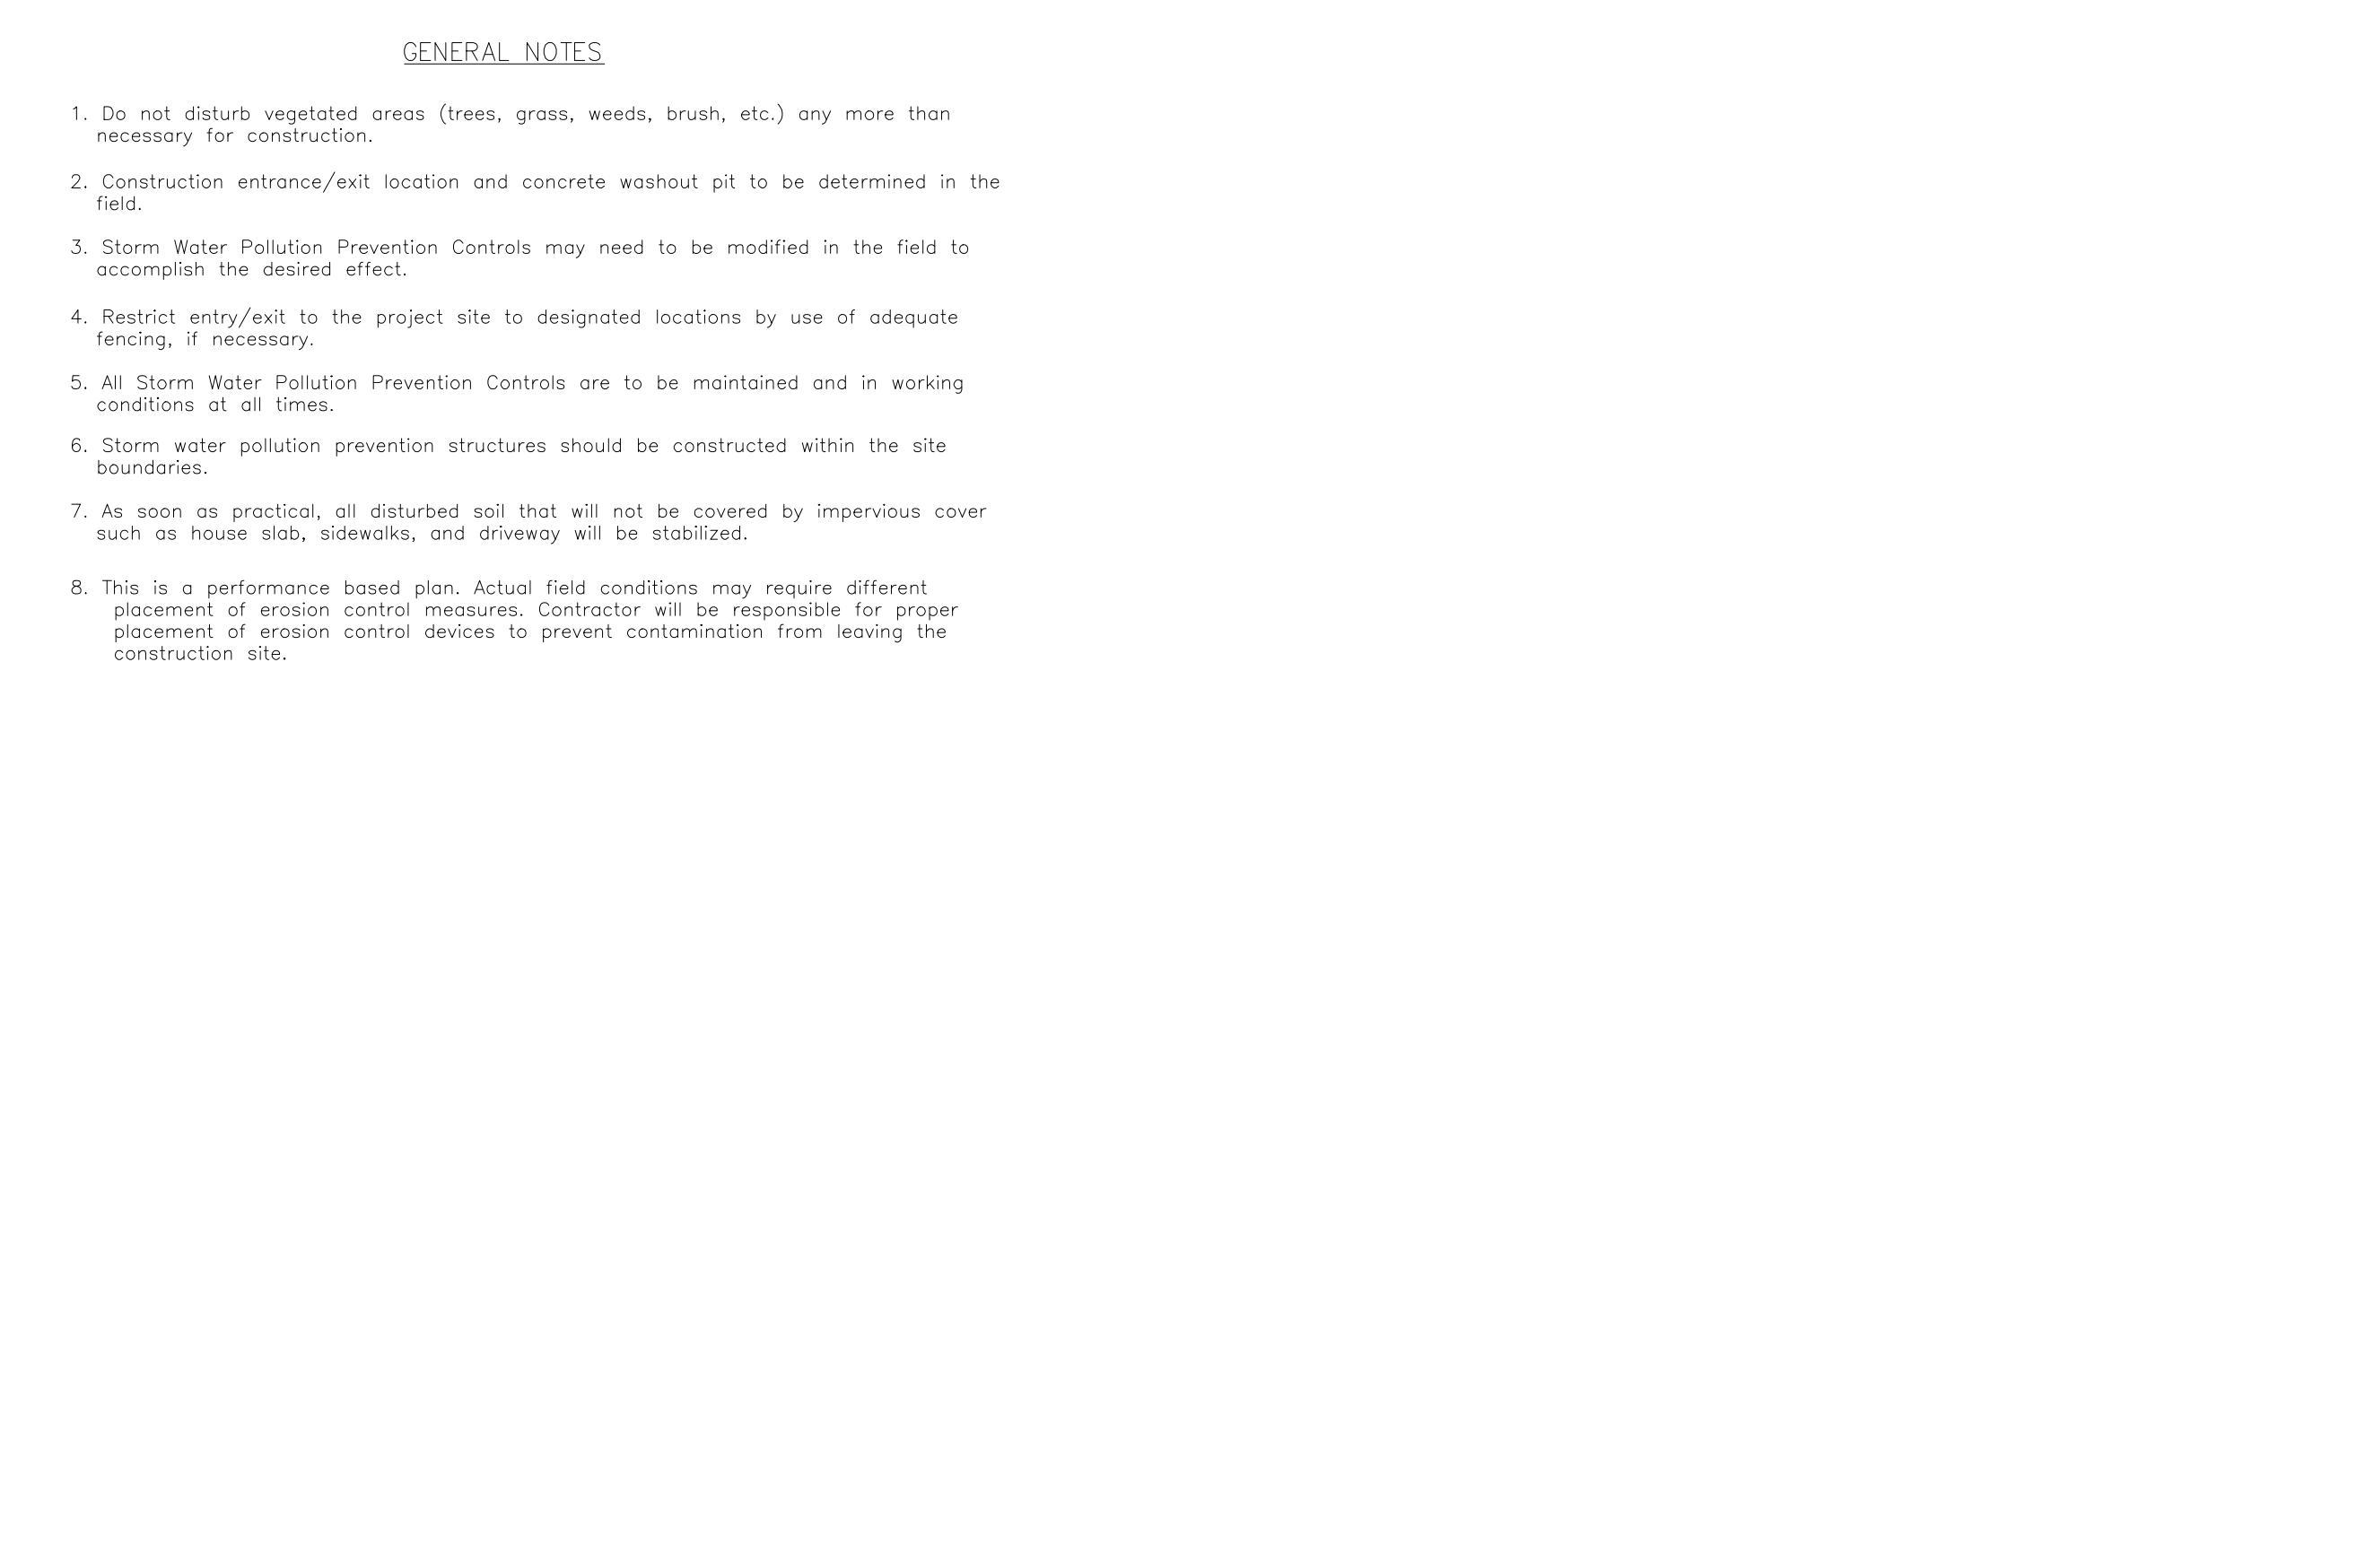 GENERAL NOTES
1. Do not disturb vegetated areas (trees, grass, weeds, brush, etc.) any more than
necessary for construction.
2. Construction entrance/exit location and concrete washout pit to be determined in the
field.
3. Storm Water Pollution Prevention Controls may need to be modified in the field to
accomplish the desired effect.
4. Restrict entry/exit to the project site to designated locations by use of adequate
fencing, if necessary.
5. All Storm Water Pollution Prevention Controls are to be maintained and in working
conditions at all times.
6. Storm water pollution prevention structures should be constructed within the site
boundaries.
7. As soon as practical, all disturbed soil that will not be covered by impervious cover
such as house slab, sidewalks, and driveway will be stabilized.
8. This is a performance based plan. Actual field conditions may require different
placement of erosion control measures. Contractor will be responsible for proper
placement of erosion control devices to prevent contamination from leaving the
construction site.